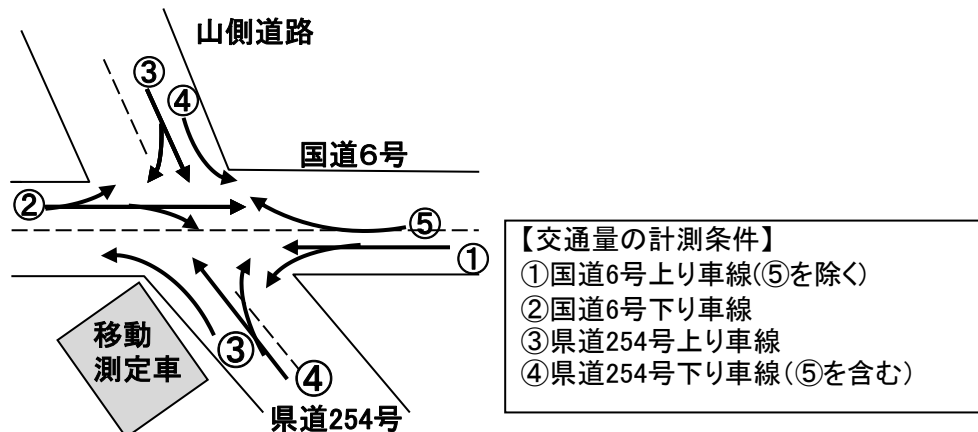 山側道路
③
④
国道6号
②
⑤
①
移動
測定車
③
④
県道254号
【交通量の計測条件】
①国道6号上り車線(⑤を除く)
②国道6号下り車線
③県道254号上り車線
④県道254号下り車線(⑤を含む)